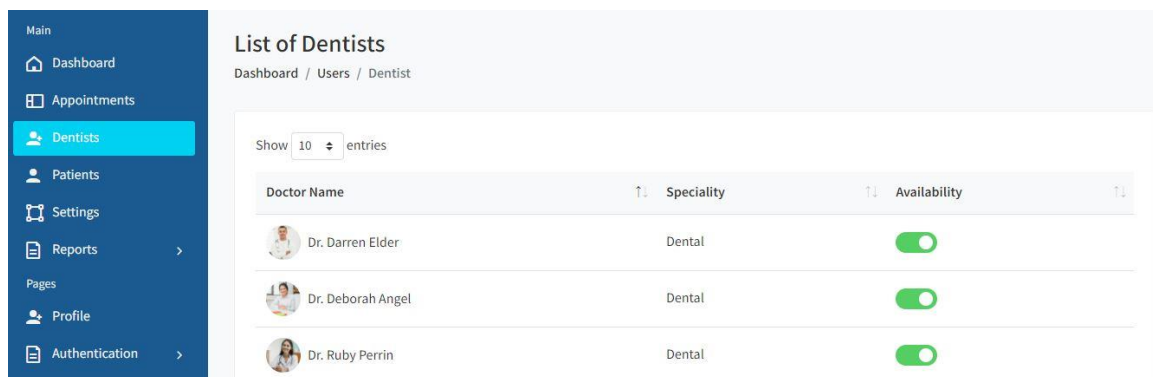 Main
Dashboard
Appointments
Dentists
Patients
Settings
Reports
Pages
Profile
Authentication
List of Dentists
Dashboard / Users / Dentist
Show 10 entries
Doctor Name Speciality Availability
Dr. Darren Elder Dental
Dr. Deborah Angel Dental
Dr. Ruby Perrin Dental